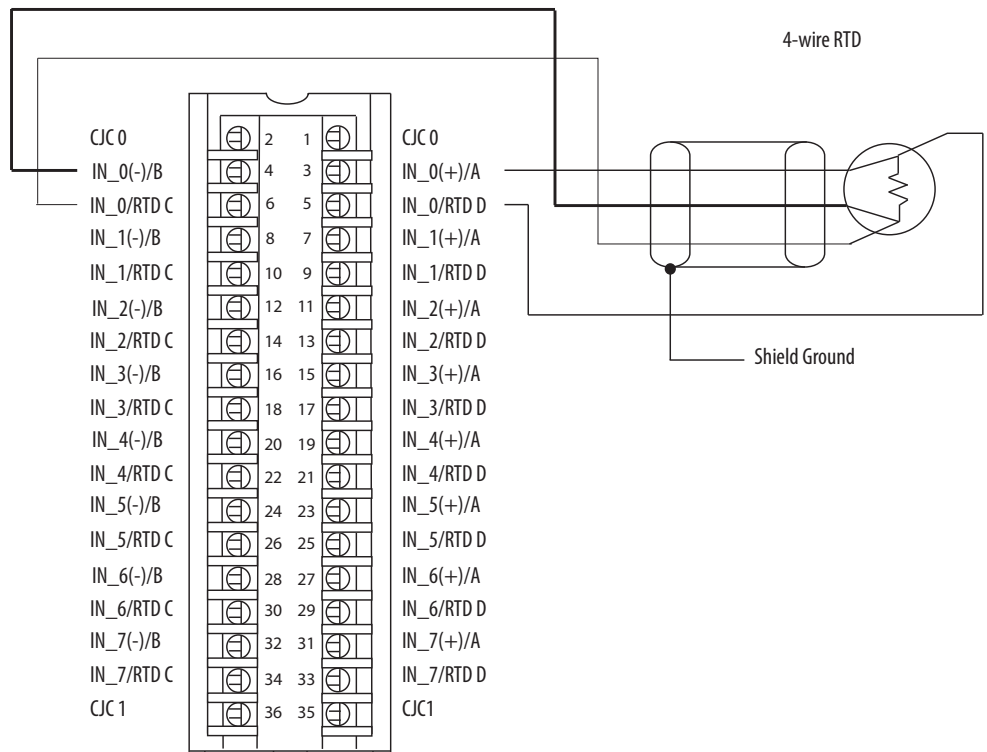 4-wire RTD
CJC 0 2 1 CJC 0
IN_0(-)/B 4 3 IN_0(+)/A
IN_0/RTD C 6 5 IN_0/RTD D
IN_1(-)/B 8 7 IN_1(+)/A
IN_1/RTD C 10 9 IN_1/RTD D
IN_2(-)/B 12 11 IN_2(+)/A
IN_2/RTD C 14 13 IN_2/RTD D
IN_3(-)/B 16 15 IN_3(+)/A
IN_3/RTD C 18 17 IN_3/RTD D
IN_4(-)/B 20 19 IN_4(+)/A
IN_4/RTD C 22 21 IN_4/RTD D
IN_5(-)/B 24 23 IN_5(+)/A
IN_5/RTD C 26 25 IN_5/RTD D
IN_6(-)/B 28 27 IN_6(+)/A
IN_6/RTD C 30 29 IN_6/RTD D
IN_7(-)/B 32 31 IN_7(+)/A
IN_7/RTD C 34 33 IN_7/RTD D
CJC 1 36 35 CJC1
Shield Ground